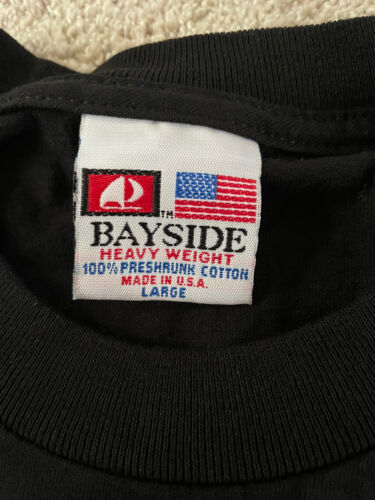 TM
BAYSIDE
HEAVY WEIGHT
100% PRESHRUNK COTTON
MADE IN U.S.A.
LARGE